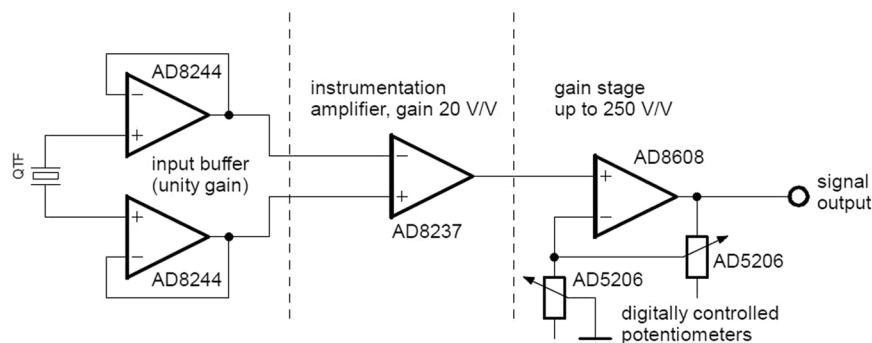 AD8244
instrumentation
amplifier, gain 20 V/V
gain stage
up to 250 V/V
QTF
input buffer
(unity gain)
AD8608
signal
output
AD8237
AD8244
AD5206
AD5206
digitally controlled
potentiometers